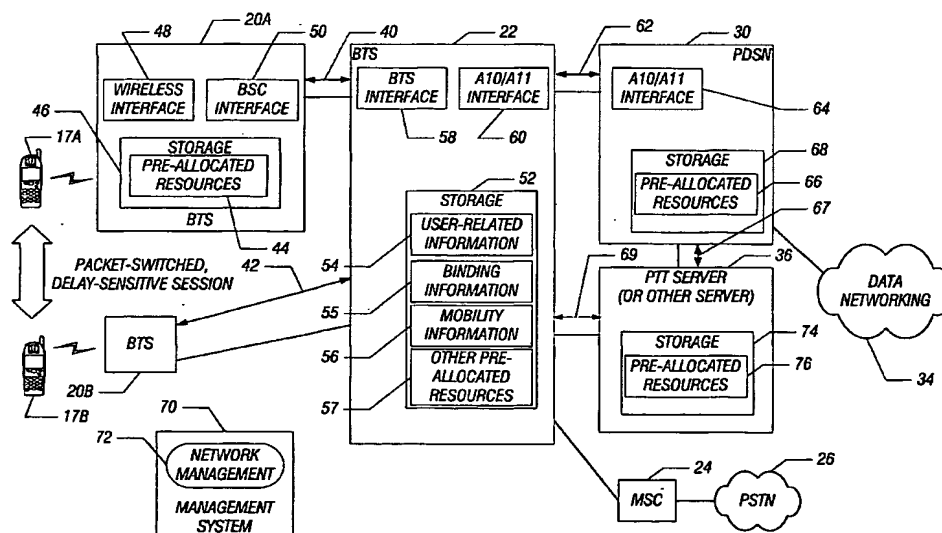 20A
48
50
40
22
62
30
BTS
PDSN
WIRELESS
INTERFACE
BSC
INTERFACE
BTS
INTERFACE
A10/A11
INTERFACE
A10/A11
INTERFACE
46
58
60
64
17A
STORAGE
PRE-ALLOCATED
RESOURCES
BTS
44
52
STORAGE
USER-RELATED
INFORMATION
BINDING
INFORMATION
MOBILITY
INFORMATION
OTHER PRE-
ALLOCATED
RESOURCES
54
55
56
57
STORAGE
PRE-ALLOCATED
RESOURCES
68
66
67
PACKET-SWITCHED,
DELAY-SENSITIVE SESSION
42
69
36
PTT SERVER
(OR OTHER SERVER)
DATA
NETWORKING
34
STORAGE
PRE-ALLOCATED
RESOURCES
74
76
BTS
20B
17B
70
72
NETWORK
MANAGEMENT
MANAGEMENT
SYSTEM
24
26
MSC
PSTN